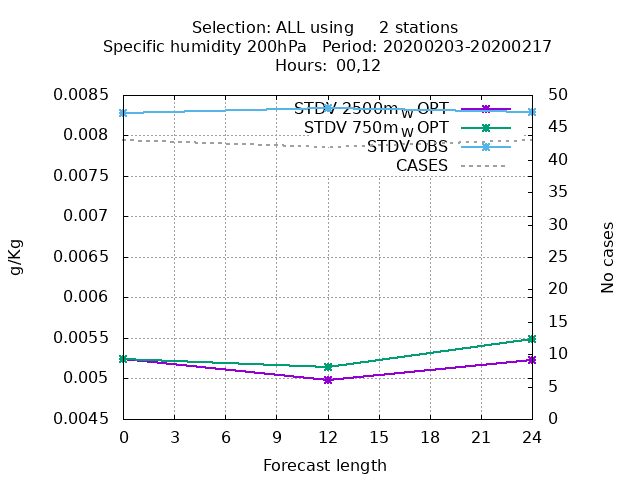 Selection: ALL using     2 stations
Specific humidity 200hPa   Period: 20200203-20200217
Hours: 00,12
0.0085
0.008
0.0075
0.007
0.0065
0.006
0.0055
0.005
0.0045
50
45
40
35
30
25
20
15
10
5
0
STDV 2500mWOPT
STDV 750mWOPT
STDV OBS
CASES
g/Kg
No cases
0 3 6 9 12 15 18 21 24
Forecast length